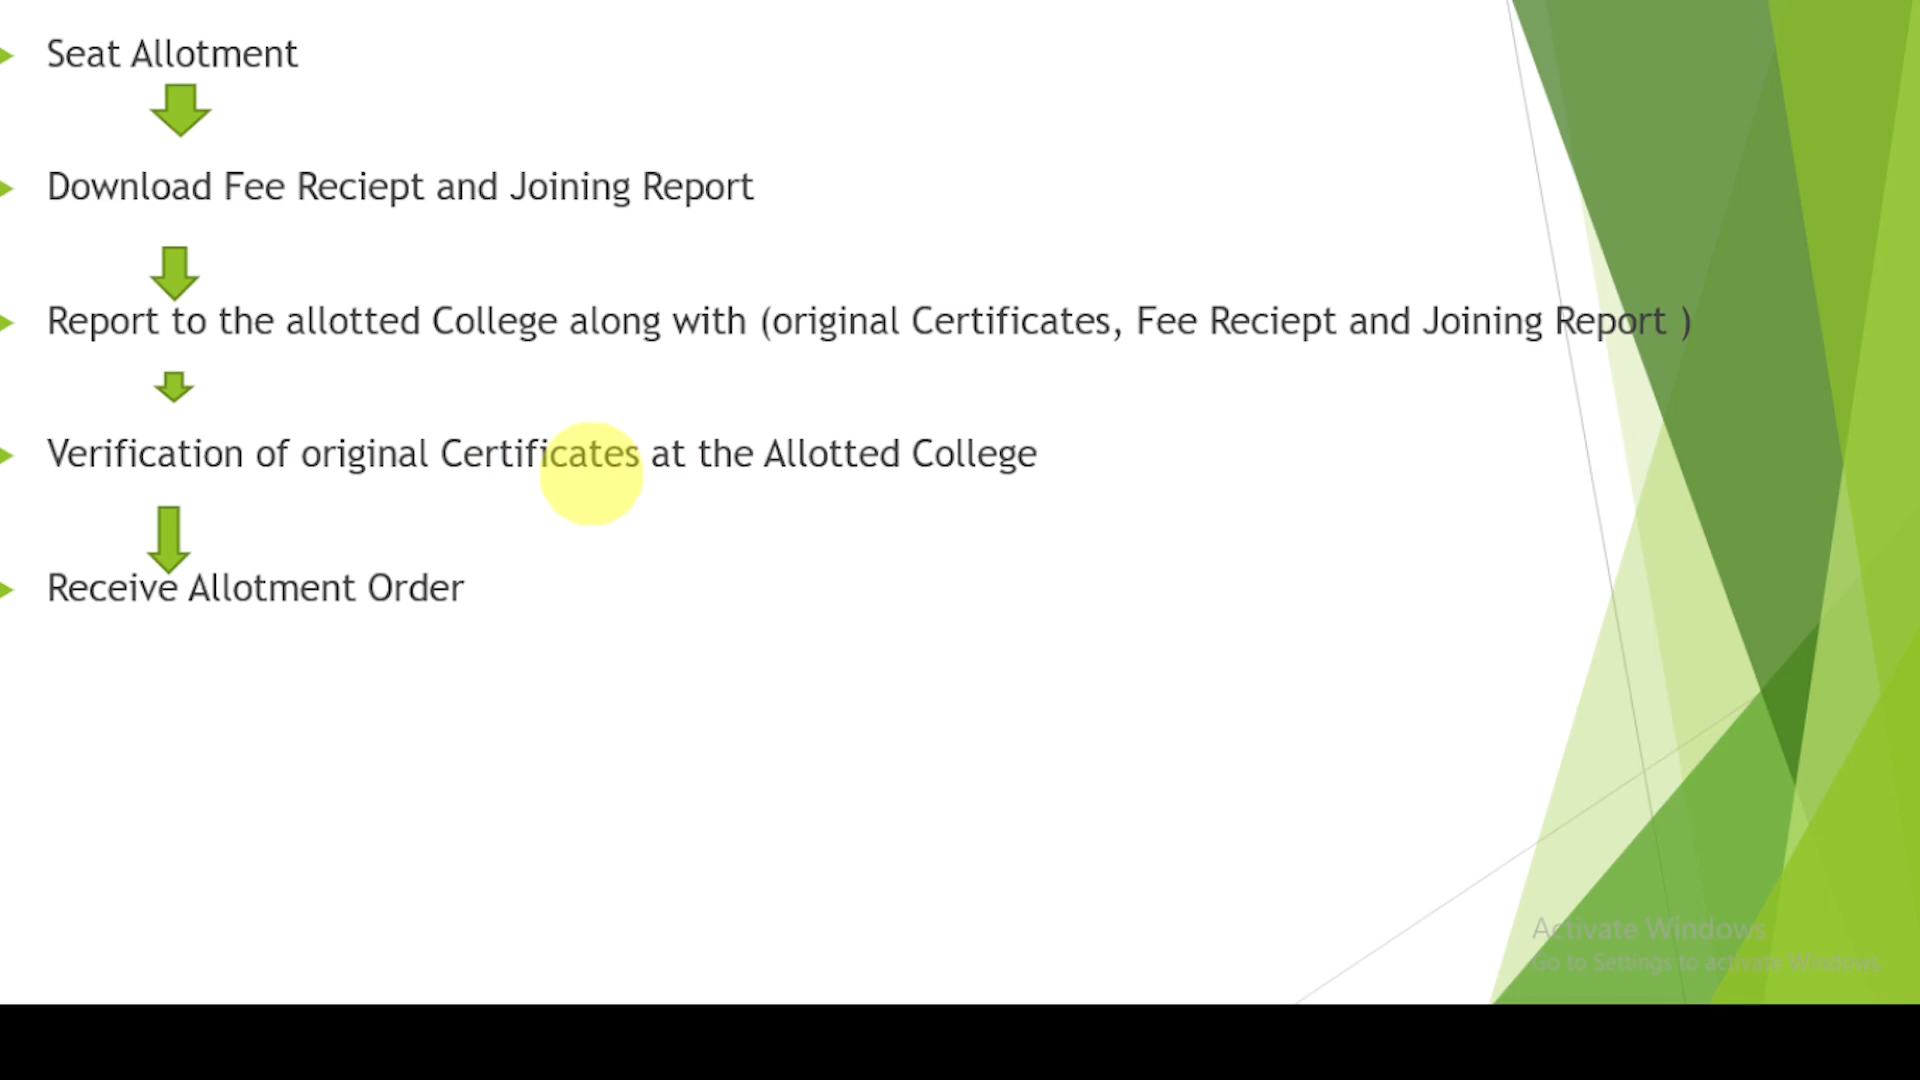 Seat Allotment
Download Fee Reciept and Joining Report
Report to the allotted College along with (original Certificates, Fee Reciept and Joining Report )
Verification of original Certificates at the Allotted College
Receive Allotment Order
Activate Windows
Go to Settings to activate Windows